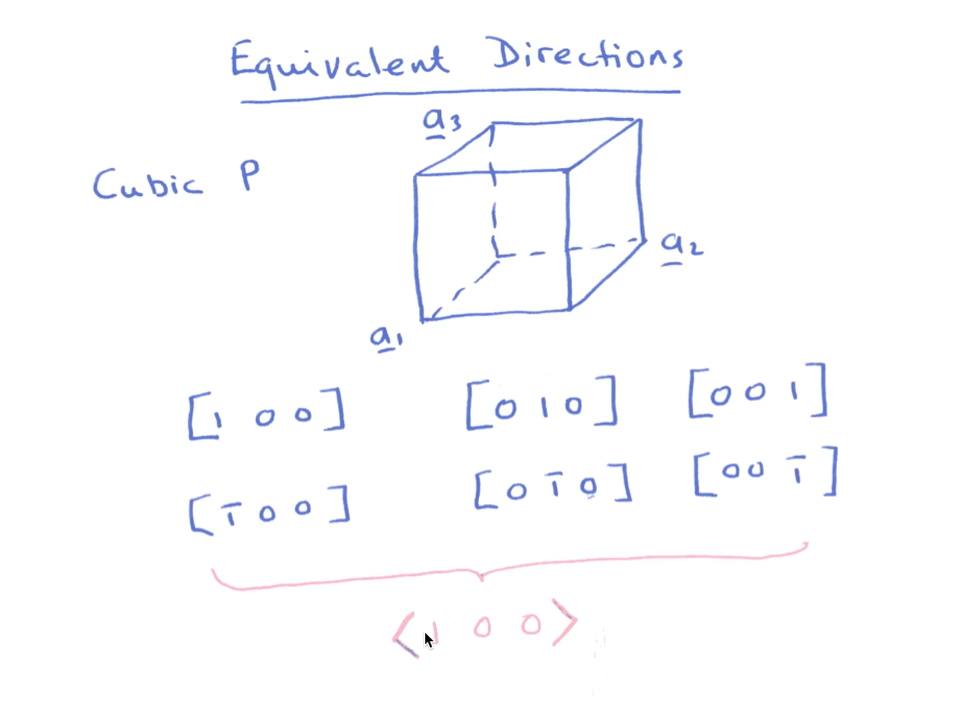 Equivalent Directions
a3
Cubic P
a2
a1
[1 0 0] [0 1 0] [0 0 1]
[1̄ 0 0] [0 1̄ 0] [0 0 1̄]
<1 0 0>